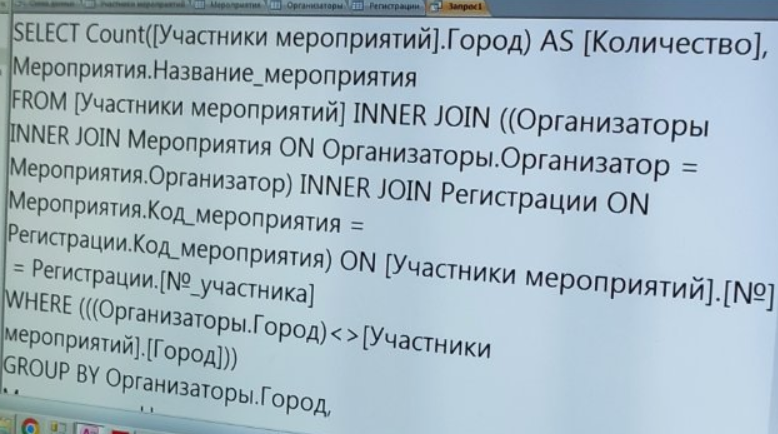 Участники мероприятий Мероприятия Организаторы Регистрации Запрос1
SELECT Count([Участники мероприятий].Город) AS [Количество],
Мероприятия.Название_мероприятия
FROM [Участники мероприятий] INNER JOIN ((Организаторы
INNER JOIN Мероприятия ON Организаторы.Организатор =
Мероприятия.Организатор) INNER JOIN Регистрации ON
Мероприятия.Код_мероприятия =
Регистрации.Код_мероприятия) ON [Участники мероприятий].[№]
= Регистрации.[№_участника]
WHERE (((Организаторы.Город)<>[Участники
мероприятий].[Город]))
GROUP BY Организаторы.Город,